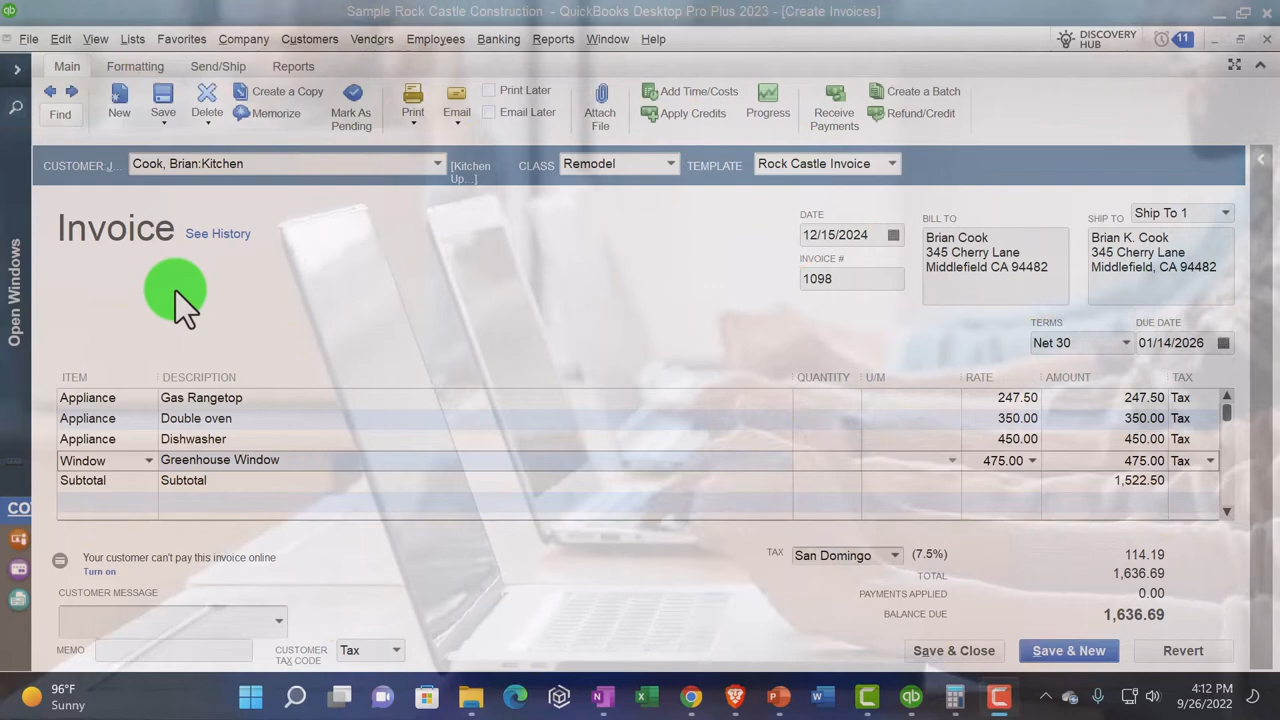 Sample Rock Castle Construction - QuickBooks Desktop Pro Plus 2023 - [Create Invoices]
File Edit View Lists Favorites Company Customers Vendors Employees Banking Reports Window Help
DISCOVERY HUB
11
Main Formatting Send/Ship Reports
Find
New
Save
Delete
Create a Copy
Memorize
Mark As Pending
Print
Email
Print Later
Email Later
Attach File
Add Time/Costs
Apply Credits
Progress
Receive Payments
Create a Batch
Refund/Credit
CUSTOMER:J... Cook, Brian:Kitchen [Kitchen Up...] CLASS Remodel TEMPLATE Rock Castle Invoice
Open Windows
Invoice See History
DATE
12/15/2024
INVOICE #
1098
BILL TO
Brian Cook
345 Cherry Lane
Middlefield CA 94482
SHIP TO Ship To 1
Brian K. Cook
345 Cherry Lane
Middlefield, CA 94482
TERMS DUE DATE
Net 30 01/14/2026
ITEM DESCRIPTION QUANTITY U/M RATE AMOUNT TAX
Appliance Gas Rangetop 247.50 247.50 Tax
Appliance Double oven 350.00 350.00 Tax
Appliance Dishwasher 450.00 450.00 Tax
Window Greenhouse Window 475.00 475.00 Tax
Subtotal Subtotal 1,522.50
Your customer can't pay this invoice online
Turn on
CUSTOMER MESSAGE
MEMO
CUSTOMER TAX CODE Tax
TAX San Domingo (7.5%) 114.19
TOTAL 1,636.69
PAYMENTS APPLIED 0.00
BALANCE DUE 1,636.69
Save & Close Save & New Revert
96°F
Sunny
4:12 PM
9/26/2022